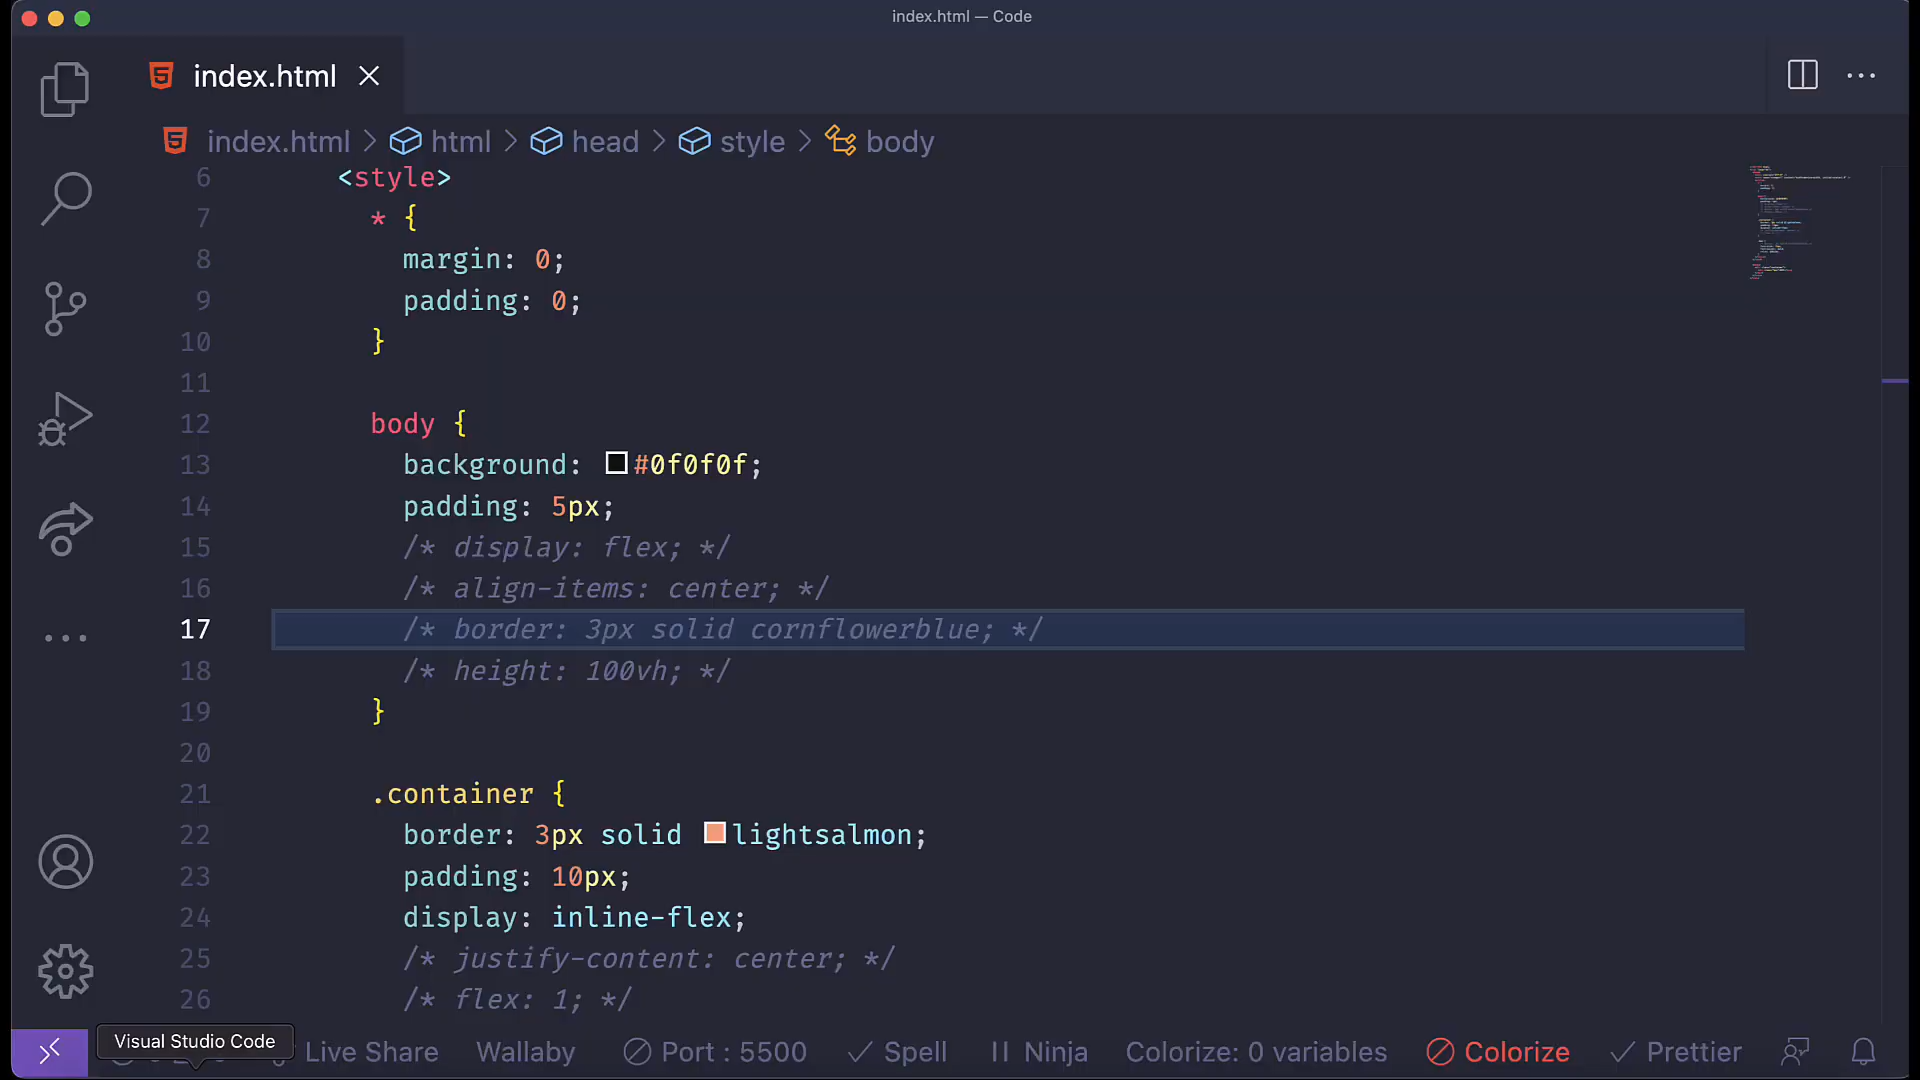 index.html — Code
index.html
index.html > html > head > style > body
6 <style>
7 * {
8 margin: 0;
9 padding: 0;
10 }
11
12 body {
13 background: #0f0f0f;
14 padding: 5px;
15 /* display: flex; */
16 /* align-items: center; */
17 /* border: 3px solid cornflowerblue; */
18 /* height: 100vh; */
19 }
20
21 .container {
22 border: 3px solid lightsalmon;
23 padding: 10px;
24 display: inline-flex;
25 /* justify-content: center; */
26 /* flex: 1; */
Visual Studio Code Live Share Wallaby Port : 5500 Spell Ninja Colorize: 0 variables Colorize Prettier